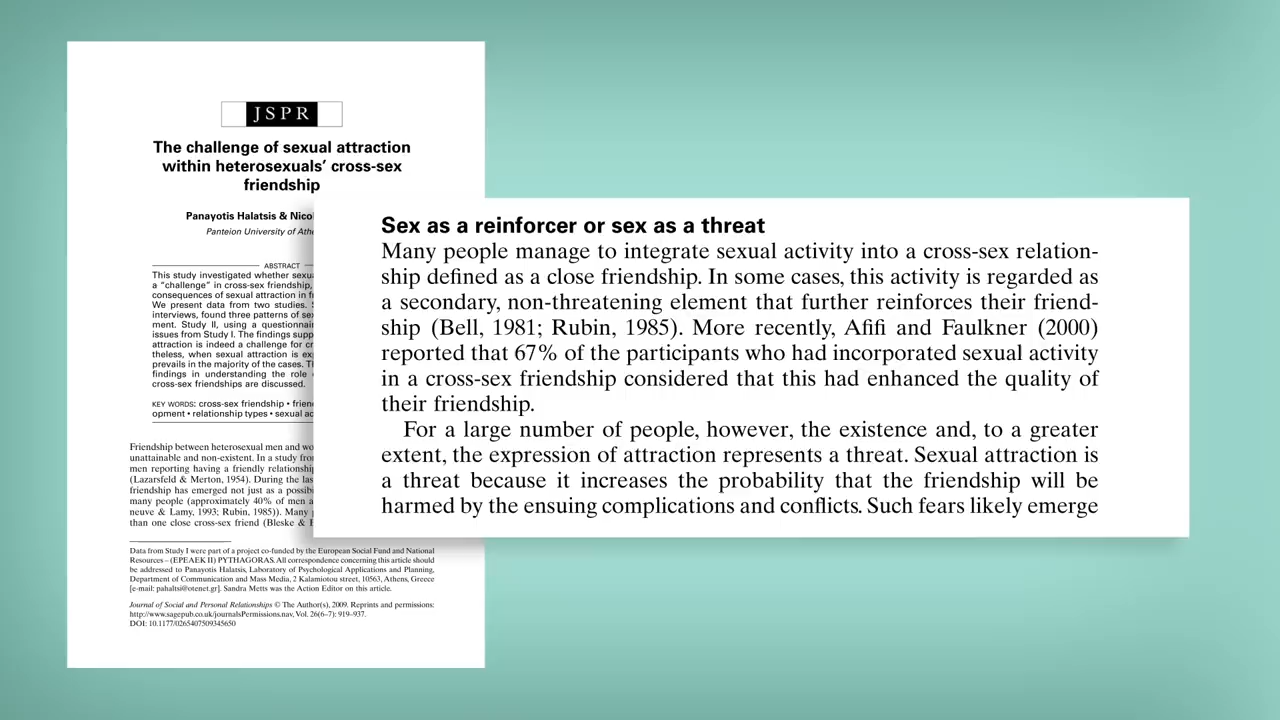 JSPR
The challenge of sexual attraction
within heterosexuals’ cross-sex
friendship
Panayotis Halatsis &
Panteion University of
ABSTRACT
This study investigated whether
a “challenge” in cross-sex friendship,
consequences of sexual attraction in
We present data from two studies.
interviews, found three patterns of
ment. Study II, using a
issues from Study I. The findings
attraction is indeed a challenge for
theless, when sexual attraction is
prevails in the majority of the cases.
findings in understanding the role
cross-sex friendships are discussed.
KEY WORDS: cross-sex friendship •
opment • relationship types • sexual
Friendship between heterosexual men and
unattainable and non-existent. In a study
men reporting having a friendly
(Lazarsfeld & Merton, 1954). During the
friendship has emerged not just as a
many people (approximately 40% of men
neuve & Lamy, 1993; Rubin, 1985)). Many
than one close cross-sex friend (Bleske &
Data from Study I were part of a project co-funded by the European Social Fund and National
Resources – (EPEAEK II) PYTHAGORAS. All correspondence concerning this article should
be addressed to Panayotis Halatsis, Laboratory of Psychological Applications and Planning,
Department of Communication and Mass Media, 2 Kalamiotou street, 10563, Athens, Greece
[e-mail: pahaltsi@otenet.gr]. Sandra Metts was the Action Editor on this article.
Journal of Social and Personal Relationships © The Author(s), 2009. Reprints and permissions:
http://www.sagepub.co.uk/journalsPermissions.nav, Vol. 26(6–7): 919–937.
DOI: 10.1177/0265407509345650
Sex as a reinforcer or sex as a threat
Many people manage to integrate sexual activity into a cross-sex relation-
ship defined as a close friendship. In some cases, this activity is regarded as
a secondary, non-threatening element that further reinforces their friend-
ship (Bell, 1981; Rubin, 1985). More recently, Afifi and Faulkner (2000)
reported that 67% of the participants who had incorporated sexual activity
in a cross-sex friendship considered that this had enhanced the quality of
their friendship.
For a large number of people, however, the existence and, to a greater
extent, the expression of attraction represents a threat. Sexual attraction is
a threat because it increases the probability that the friendship will be
harmed by the ensuing complications and conflicts. Such fears likely emerge